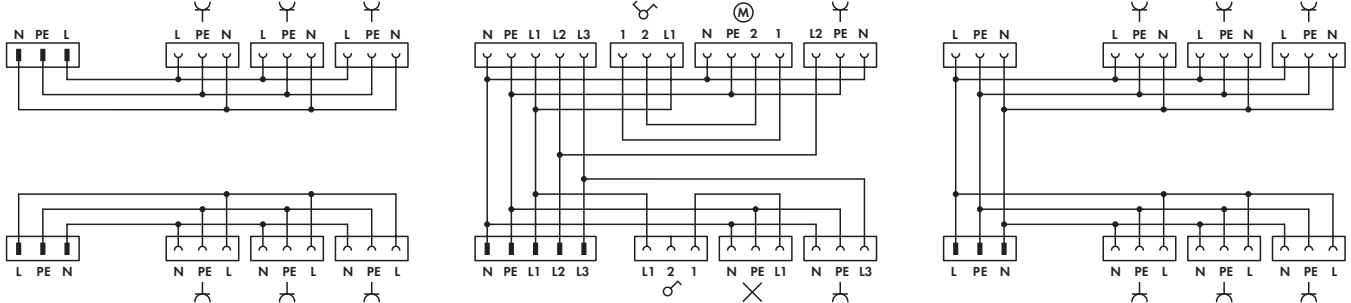 N PE L L PE N L PE N L PE N
L PE N N PE L N PE L N PE L
M
N PE L1 L2 L3 1 2 L1 N PE 2 1 L2 PE N
N PE L1 L2 L3 L1 2 1 N PE L1 N PE L3
L PE N L PE N L PE N L PE N
L PE N N PE L N PE L N PE L